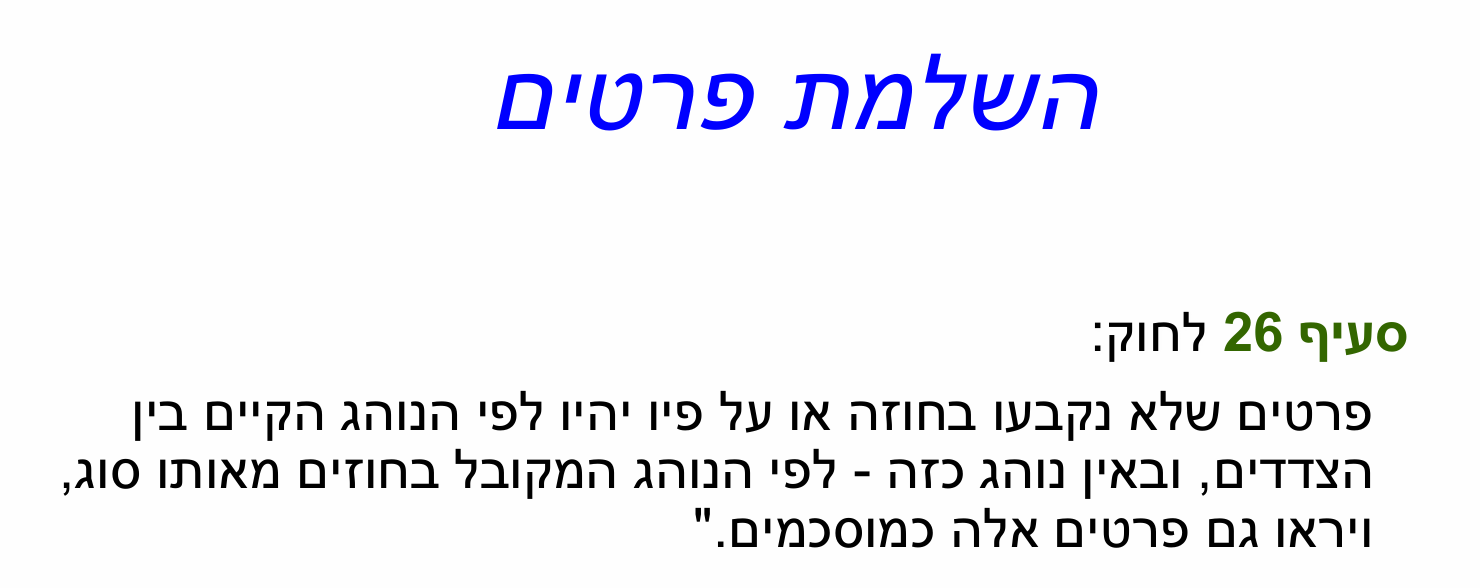 השלמת פרטים
סעיף 26 לחוק:
פרטים שלא נקבעו בחוזה או על פיו יהיו לפי הנוהג הקיים בין
הצדדים, ובאין נוהג כזה - לפי הנוהג המקובל בחוזים מאותו סוג,
ויראו גם פרטים אלה כמוסכמים."